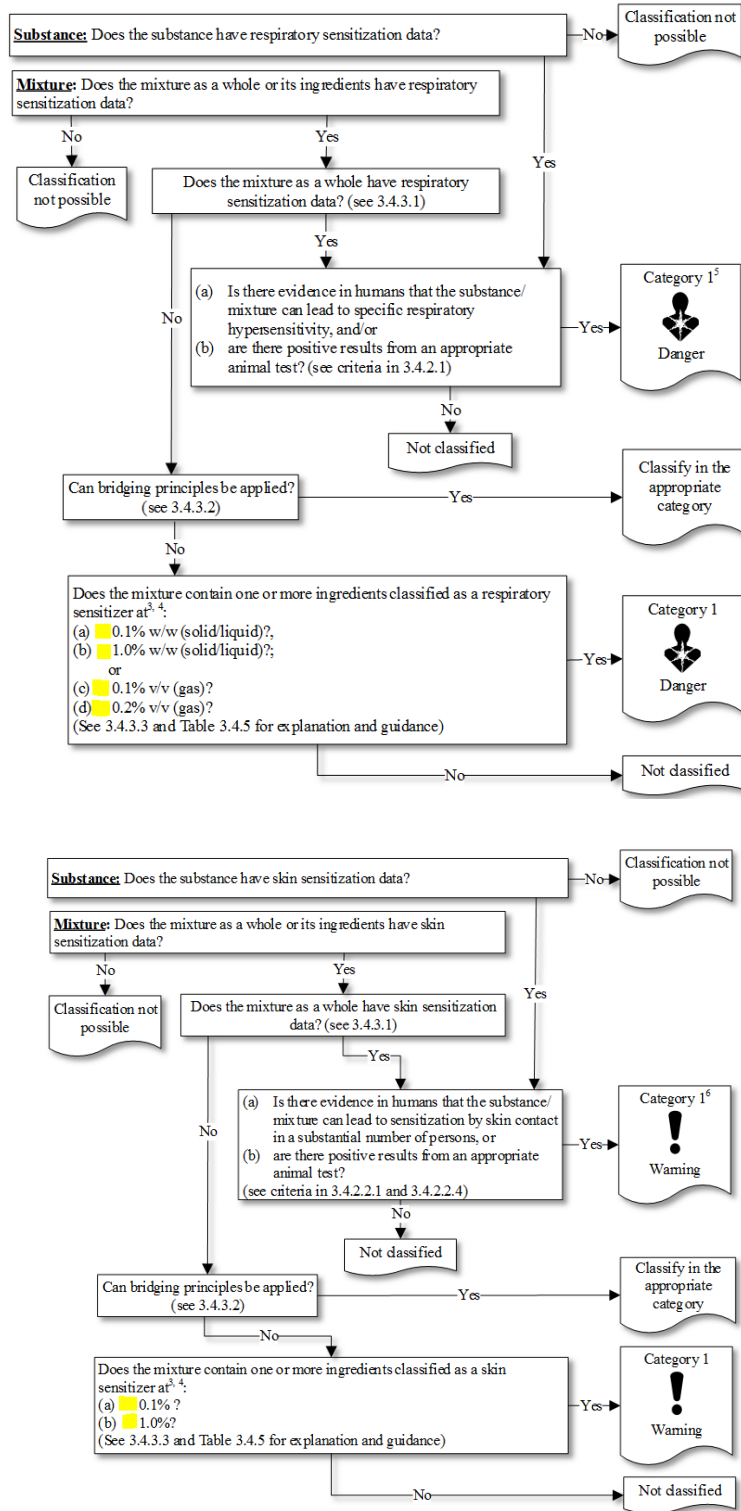 Substance: Does the substance have respiratory sensitization data?
No
Classification not
possible
Mixture: Does the mixture as a whole or its ingredients have respiratory
sensitization data?
No
Yes
Yes
Classification
not possible
Does the mixture as a whole have respiratory
sensitization data? (see 3.4.3.1)
Yes
No
(a) Is there evidence in humans that the substance/
mixture can lead to specific respiratory
hypersensitivity, and/or
(b) are there positive results from an appropriate
animal test? (see criteria in 3.4.2.1)
Yes
Category 1⁵
Danger
No
Not classified
Can bridging principles be applied?
(see 3.4.3.2)
Yes
Classify in the
appropriate
category
No
Does the mixture contain one or more ingredients classified as a respiratory
sensitizer at³, ⁴:
(a) 0.1% w/w (solid/liquid)?,
(b) 1.0% w/w (solid/liquid)?;
or
(c) 0.1% v/v (gas)?
(d) 0.2% v/v (gas)?
(See 3.4.3.3 and Table 3.4.5 for explanation and guidance)
Yes
Category 1
Danger
No
Not classified
Substance: Does the substance have skin sensitization data?
No
Classification not
possible
Mixture: Does the mixture as a whole or its ingredients have skin
sensitization data?
No
Yes
Yes
Classification not
possible
Does the mixture as a whole have skin sensitization
data? (see 3.4.3.1)
Yes
No
(a) Is there evidence in humans that the substance/
mixture can lead to sensitization by skin contact
in a substantial number of persons, or
(b) are there positive results from an appropriate
animal test?
(see criteria in 3.4.2.2.1 and 3.4.2.2.4)
Yes
Category 1⁶
Warning
No
Not classified
Can bridging principles be applied?
(see 3.4.3.2)
Yes
Classify in the
appropriate
category
No
Does the mixture contain one or more ingredients classified as a skin
sensitizer at³, ⁴:
(a) 0.1% ?
(b) 1.0%?
(See 3.4.3.3 and Table 3.4.5 for explanation and guidance)
Yes
Category 1
Warning
No
Not classified